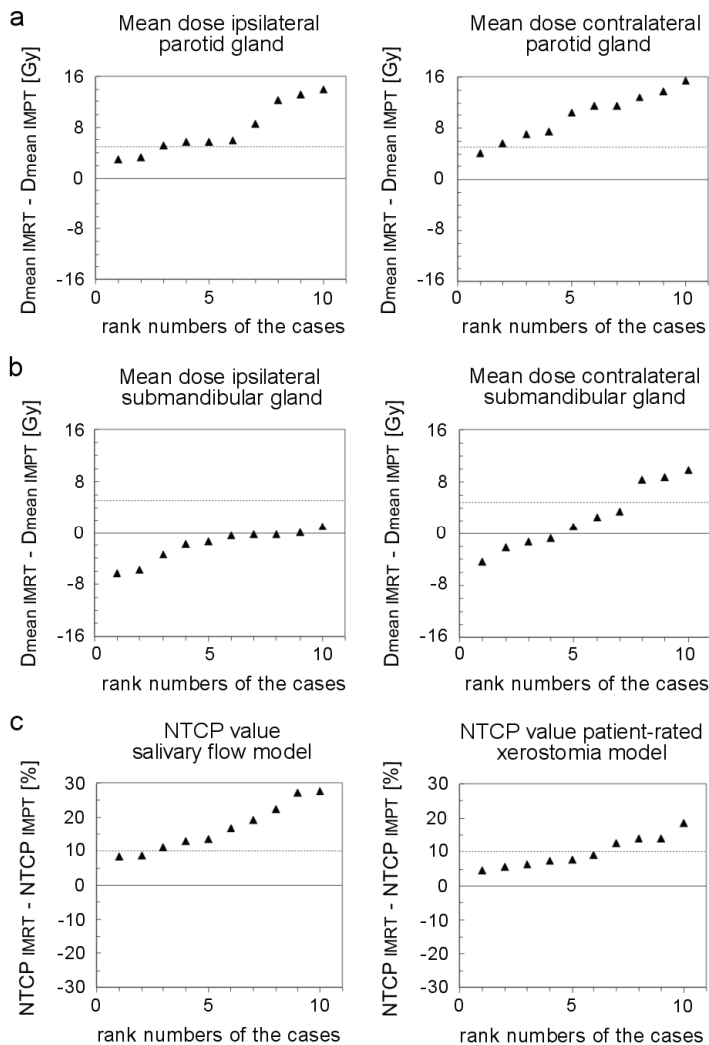 a
Mean dose ipsilateral
parotid gland
Dmean IMRT - Dmean IMPT [Gy]
16
8
0
-8
-16
0
5
10
rank numbers of the cases
Mean dose contralateral
parotid gland
Dmean IMRT - Dmean IMPT [Gy]
16
8
0
-8
-16
0
5
10
rank numbers of the cases
b
Mean dose ipsilateral
submandibular gland
Dmean IMRT - Dmean IMPT [Gy]
16
8
0
-8
-16
0
5
10
rank numbers of the cases
Mean dose contralateral
submandibular gland
Dmean IMRT - Dmean IMPT [Gy]
16
8
0
-8
-16
0
5
10
rank numbers of the cases
c
NTCP value
salivary flow model
NTCP IMRT - NTCP IMPT [%]
30
20
10
0
-10
-20
-30
0
5
10
rank numbers of the cases
NTCP value patient-rated
xerostomia model
NTCP IMRT - NTCP IMPT [%]
30
20
10
0
-10
-20
-30
0
5
10
rank numbers of the cases